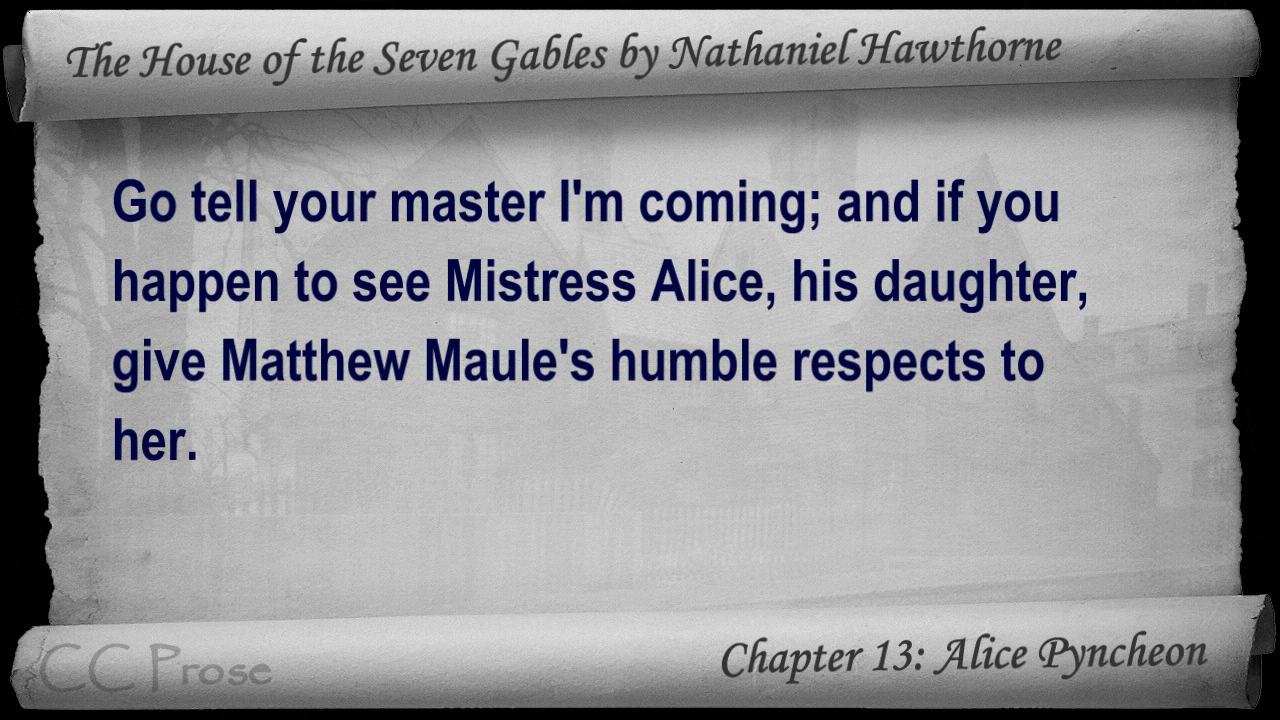 The House of the Seven Gables by Nathaniel Hawthorne
Go tell your master I'm coming; and if you
happen to see Mistress Alice, his daughter,
give Matthew Maule's humble respects to
her.
CC Prose
Chapter 13: Alice Pyncheon